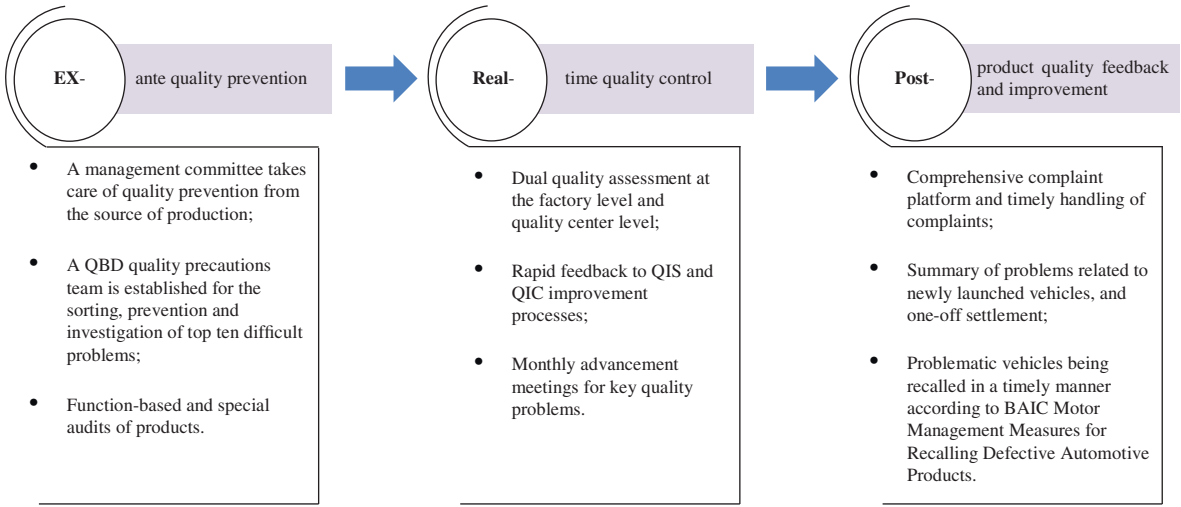 EX- ante quality prevention
• A management committee takes
care of quality prevention from
the source of production;
• A QBD quality precautions
team is established for the
sorting, prevention and
investigation of top ten difficult
problems;
• Function-based and special
audits of products.
Real- time quality control
• Dual quality assessment at
the factory level and
quality center level;
• Rapid feedback to QIS and
QIC improvement
processes;
• Monthly advancement
meetings for key quality
problems.
Post- product quality feedback
and improvement
• Comprehensive complaint
platform and timely handling of
complaints;
• Summary of problems related to
newly launched vehicles, and
one-off settlement;
• Problematic vehicles being
recalled in a timely manner
according to BAIC Motor
Management Measures for
Recalling Defective Automotive
Products.